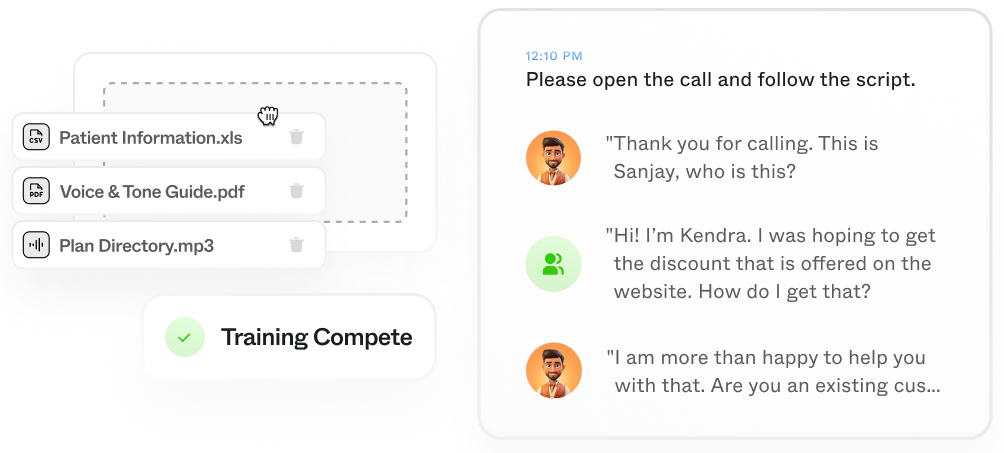 CSV
Patient Information.xls
PDF
Voice & Tone Guide.pdf
Plan Directory.mp3
Training Compete
12:10 PM
Please open the call and follow the script.
"Thank you for calling. This is
Sanjay, who is this?
"Hi! I’m Kendra. I was hoping to get
the discount that is offered on the
website. How do I get that?
"I am more than happy to help you
with that. Are you an existing cus...